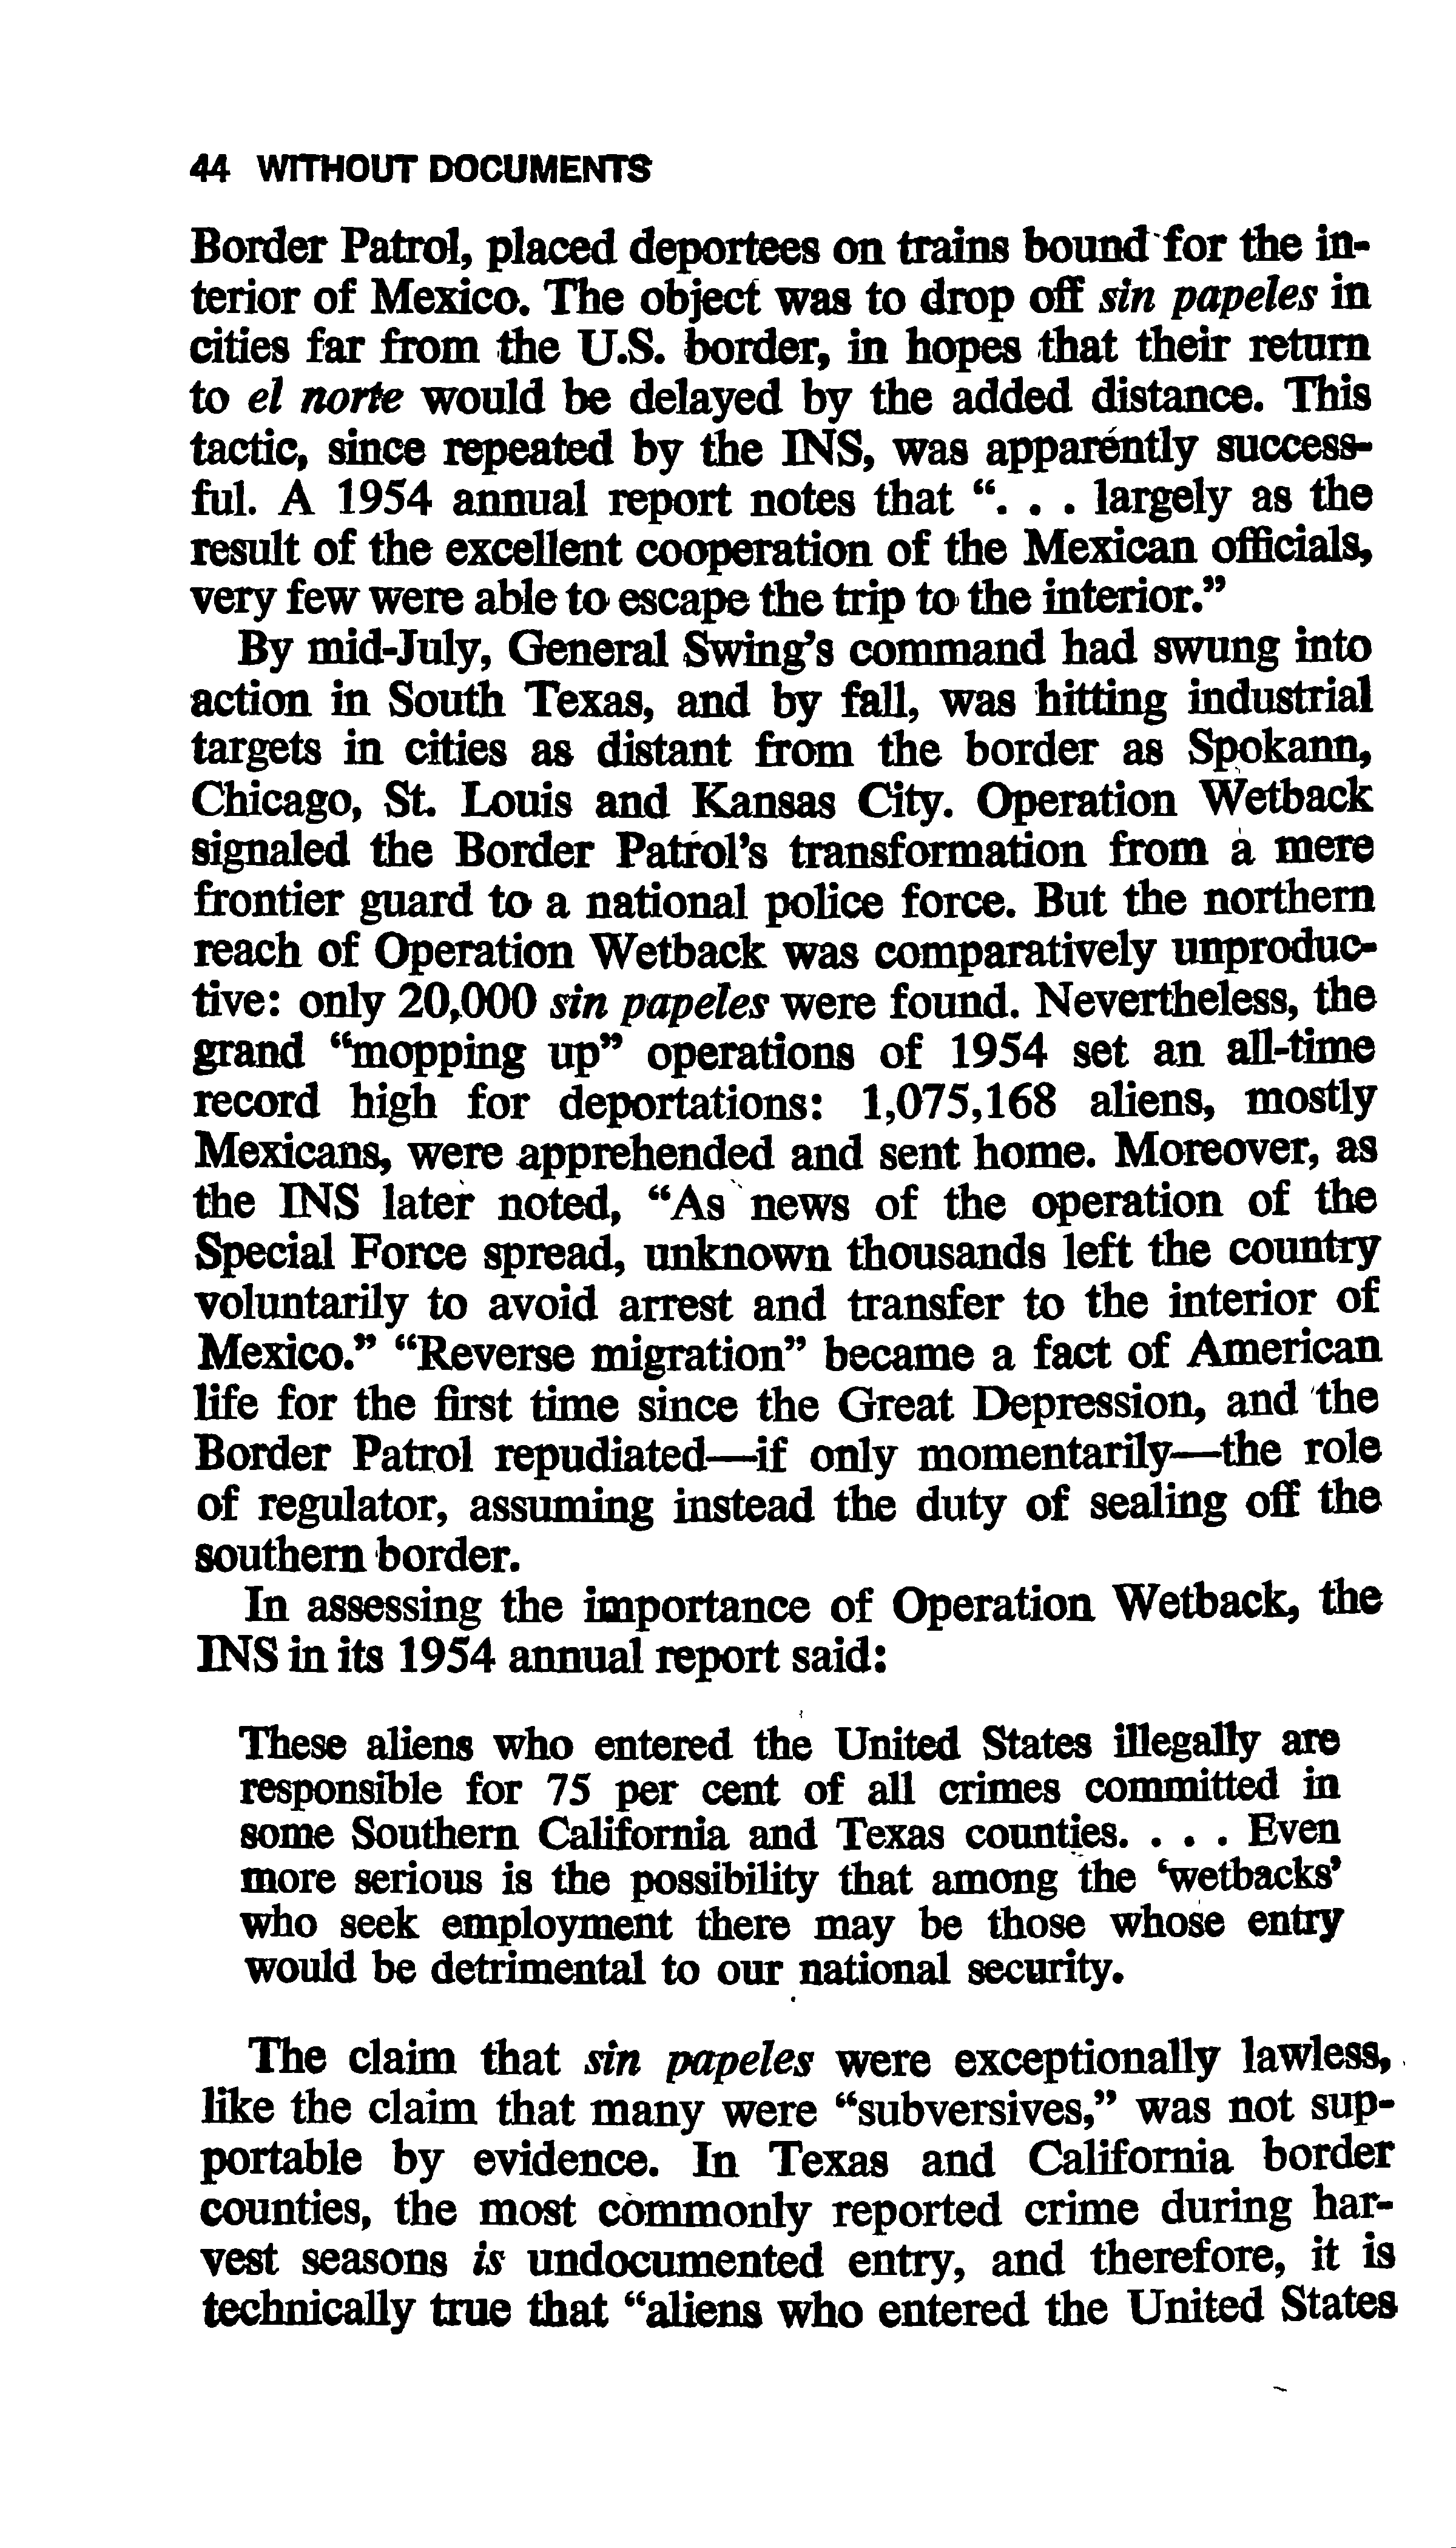 44 WITHOUT DOCUMENTS
Border Patrol, placed deportees on trains bound for the in-
terior of Mexico. The object was to drop off sin papeles in
cities far from the U.S. border, in hopes that their return
to el norte would be delayed by the added distance. This
tactic, since repeated by the INS, was apparently success-
ful. A 1954 annual report notes that “. . . largely as the
result of the excellent cooperation of the Mexican officials,
very few were able to escape the trip to the interior.”
By mid-July, General Swing’s command had swung into
action in South Texas, and by fall, was hitting industrial
targets in cities as distant from the border as Spokann,
Chicago, St. Louis and Kansas City. Operation Wetback
signaled the Border Patrol’s transformation from a mere
frontier guard to a national police force. But the northern
reach of Operation Wetback was comparatively unproduc-
tive: only 20,000 sin papeles were found. Nevertheless, the
grand “mopping up” operations of 1954 set an all-time
record high for deportations: 1,075,168 aliens, mostly
Mexicans, were apprehended and sent home. Moreover, as
the INS later noted, “As news of the operation of the
Special Force spread, unknown thousands left the country
voluntarily to avoid arrest and transfer to the interior of
Mexico.” “Reverse migration” became a fact of American
life for the first time since the Great Depression, and the
Border Patrol repudiated—if only momentarily—the role
of regulator, assuming instead the duty of sealing off the
southern border.
In assessing the importance of Operation Wetback, the
INS in its 1954 annual report said:
These aliens who entered the United States illegally are
responsible for 75 per cent of all crimes committed in
some Southern California and Texas counties. . . . Even
more serious is the possibility that among the ‘wetbacks’
who seek employment there may be those whose entry
would be detrimental to our national security.
The claim that sin papeles were exceptionally lawless,
like the claim that many were “subversives,” was not sup-
portable by evidence. In Texas and California border
counties, the most commonly reported crime during har-
vest seasons is undocumented entry, and therefore, it is
technically true that “aliens who entered the United States